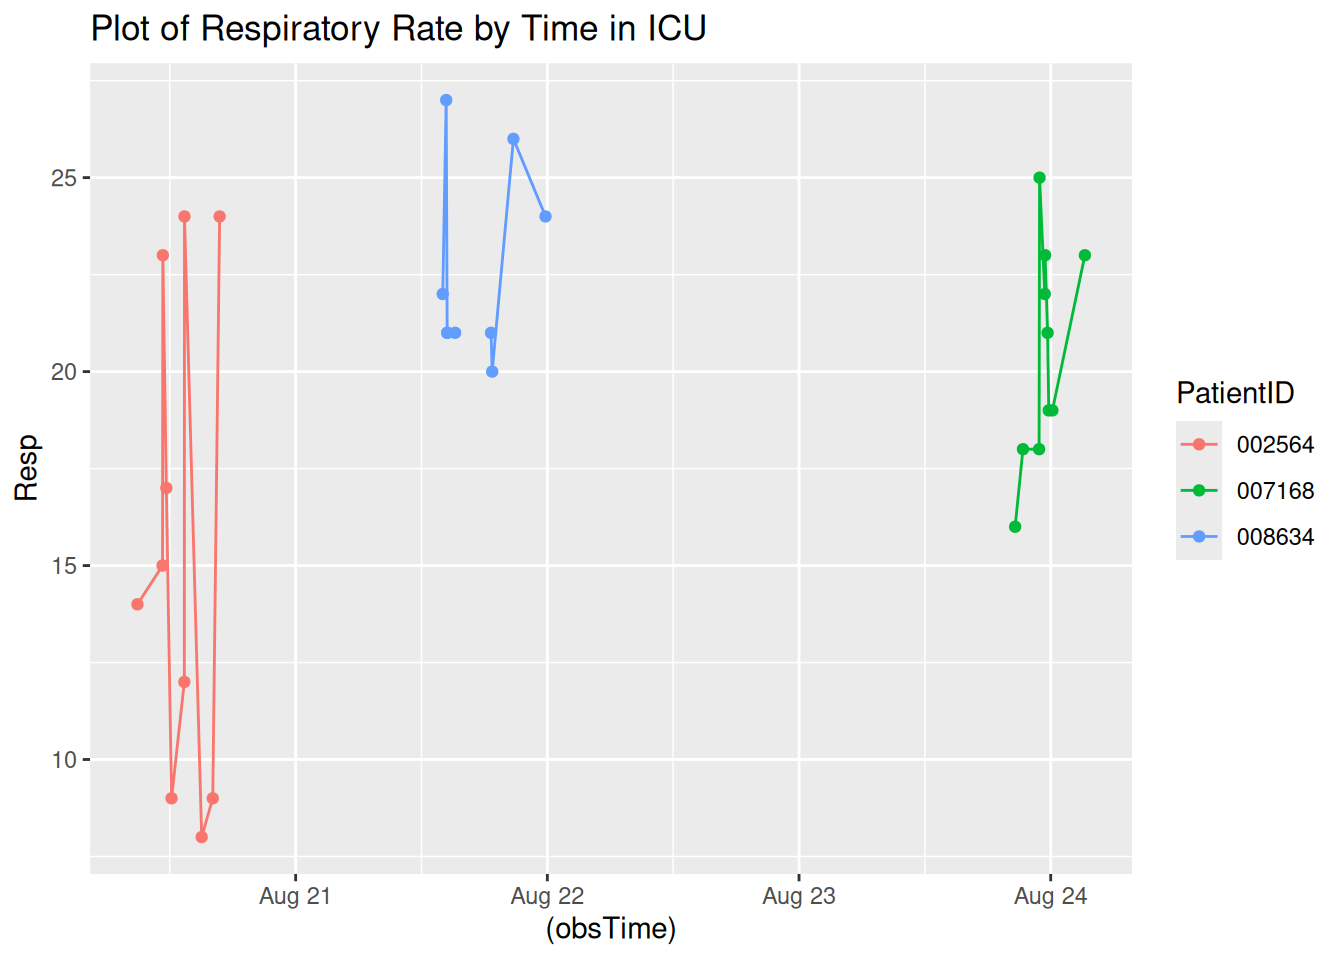 Plot of Respiratory Rate by Time in ICU
25
20
15
10
Resp
Aug 21
Aug 22
Aug 23
Aug 24
(obsTime)
PatientID
002564
007168
008634